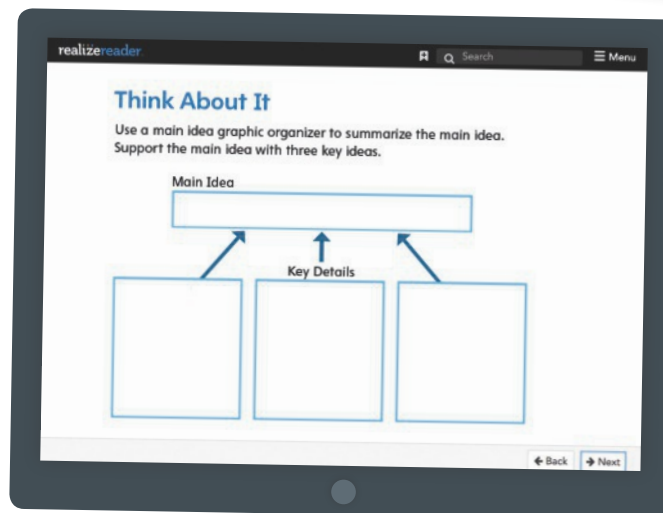 realizereader.
Search
Menu
Think About It
Use a main idea graphic organizer to summarize the main idea.
Support the main idea with three key ideas.
Main Idea
Key Details
Back
Next